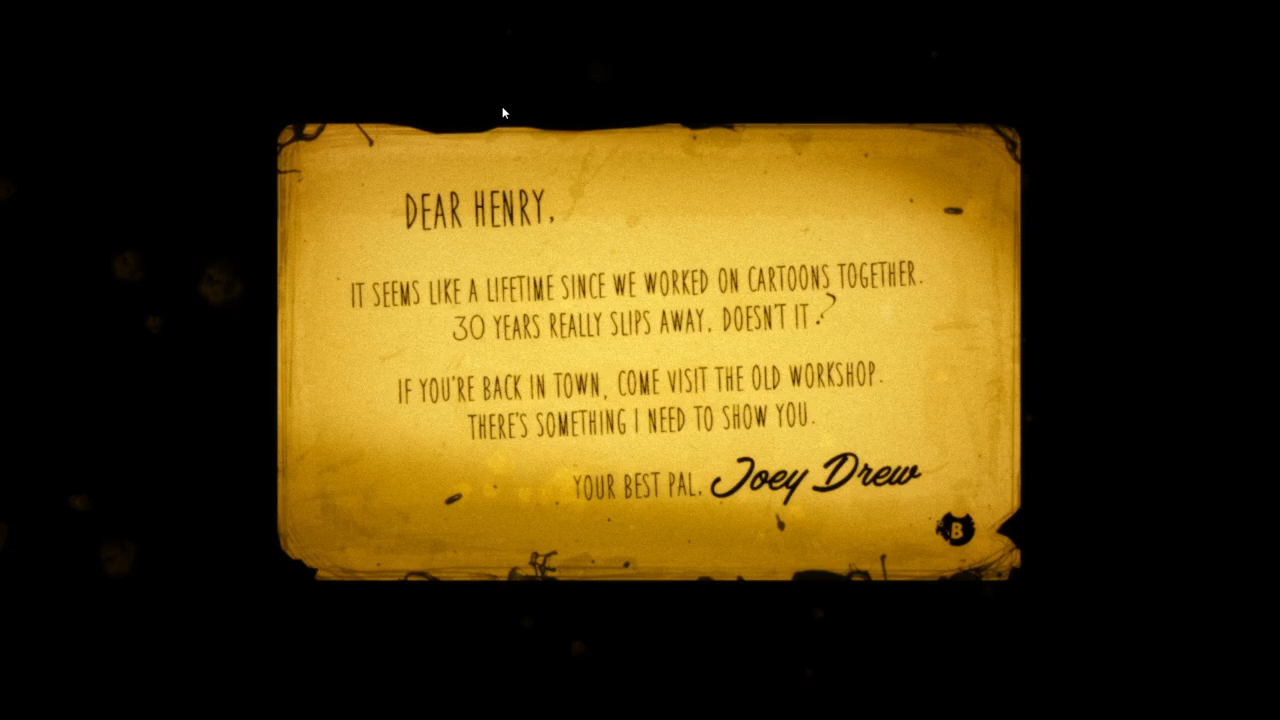 DEAR HENRY,
IT SEEMS LIKE A LIFETIME SINCE WE WORKED ON CARTOONS TOGETHER.
30 YEARS REALLY SLIPS AWAY, DOESN'T IT?
IF YOU'RE BACK IN TOWN, COME VISIT THE OLD WORKSHOP.
THERE'S SOMETHING I NEED TO SHOW YOU.
YOUR BEST PAL, Joey Drew
B